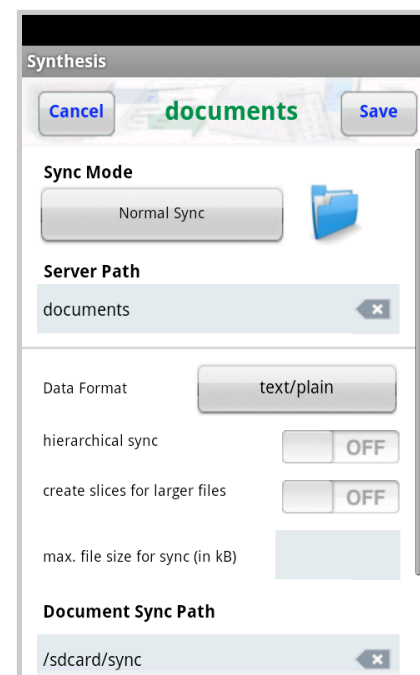 Synthesis
Cancel documents Save
Sync Mode
Normal Sync
Server Path
documents
Data Format text/plain
hierarchical sync OFF
create slices for larger files OFF
max. file size for sync (in kB)
Document Sync Path
/sdcard/sync